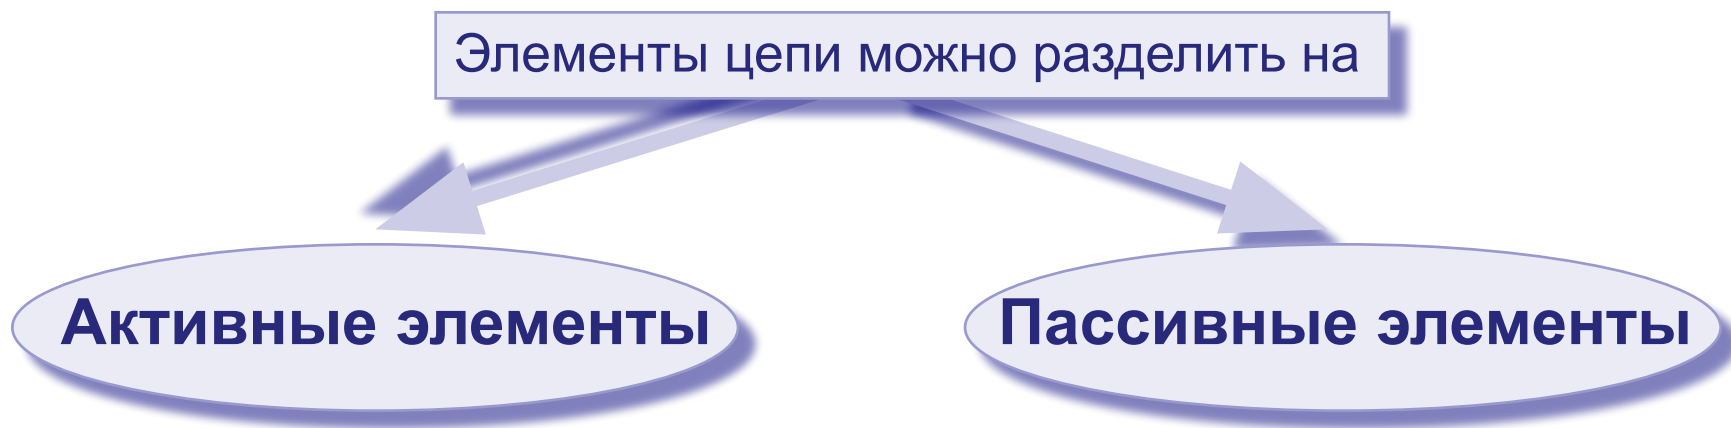 Элементы цепи можно разделить на
Активные элементы
Пассивные элементы